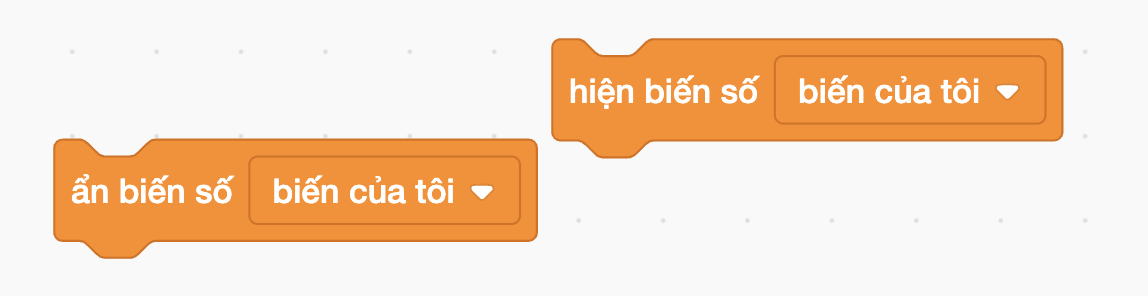 hiện biến số biến của tôi
ẩn biến số biến của tôi